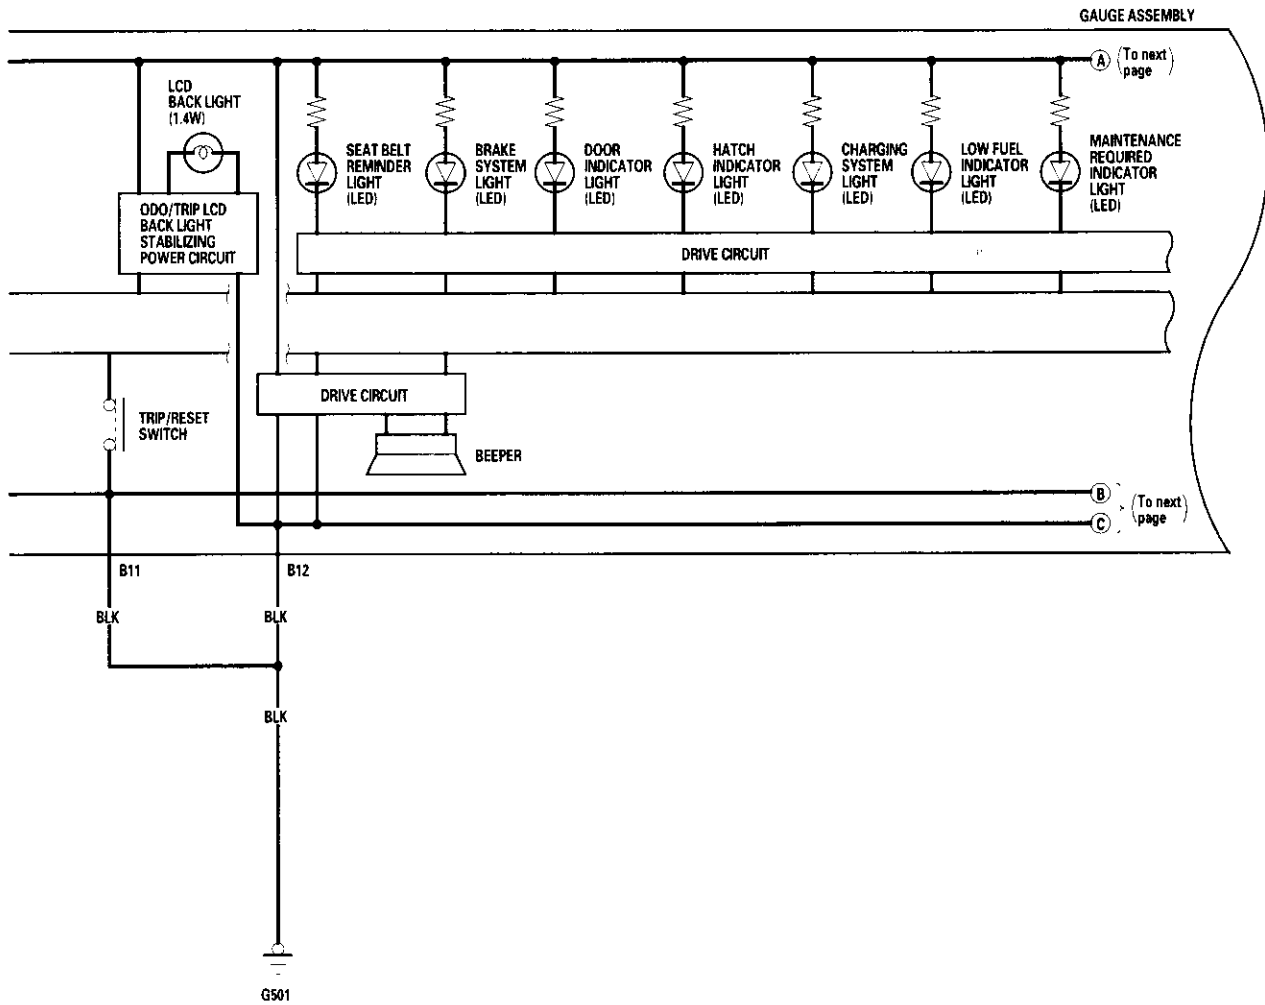 GAUGE ASSEMBLY
A
(To next
page)
LCD
BACK LIGHT
(1.4W)
SEAT BELT
REMINDER
LIGHT
(LED)
BRAKE
SYSTEM
LIGHT
(LED)
DOOR
INDICATOR
LIGHT
(LED)
HATCH
INDICATOR
LIGHT
(LED)
CHARGING
SYSTEM
LIGHT
(LED)
LOW FUEL
INDICATOR
LIGHT
(LED)
MAINTENANCE
REQUIRED
INDICATOR
LIGHT
(LED)
ODO/TRIP LCD
BACK LIGHT
STABILIZING
POWER CIRCUIT
DRIVE CIRCUIT
DRIVE CIRCUIT
TRIP/RESET
SWITCH
BEEPER
B
C
(To next
page)
B11
B12
BLK
BLK
BLK
G501